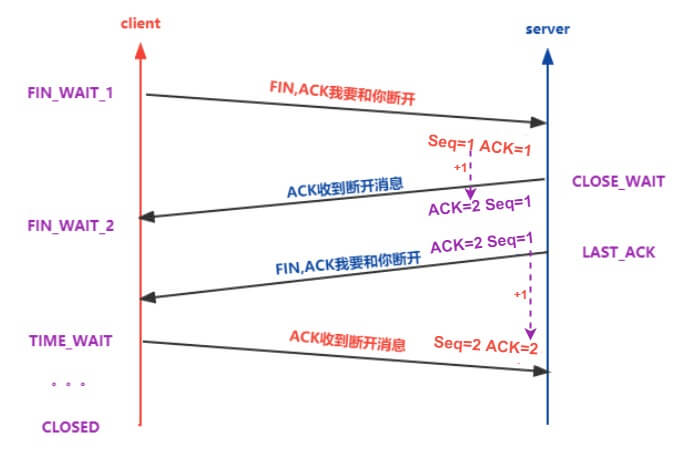 client
server
FIN_WAIT_1
FIN,ACK我要和你断开
Seq=1 ACK=1
+1
ACK收到断开消息
CLOSE_WAIT
ACK=2 Seq=1
FIN_WAIT_2
ACK=2 Seq=1
FIN,ACK我要和你断开
LAST_ACK
+1
TIME_WAIT
ACK收到断开消息
Seq=2 ACK=2
。。。
CLOSED